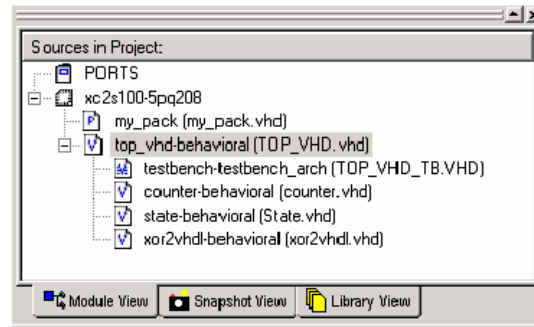 Sources in Project:
PORTS
xc2s100-5pq208
my_pack (my_pack.vhd)
top_vhd-behavioral (TOP_VHD.vhd)
testbench-testbench_arch (TOP_VHD_TB.VHD)
counter-behavioral (counter.vhd)
state-behavioral (State.vhd)
xor2vhdl-behavioral (xor2vhdl.vhd)
Module View Snapshot View Library View